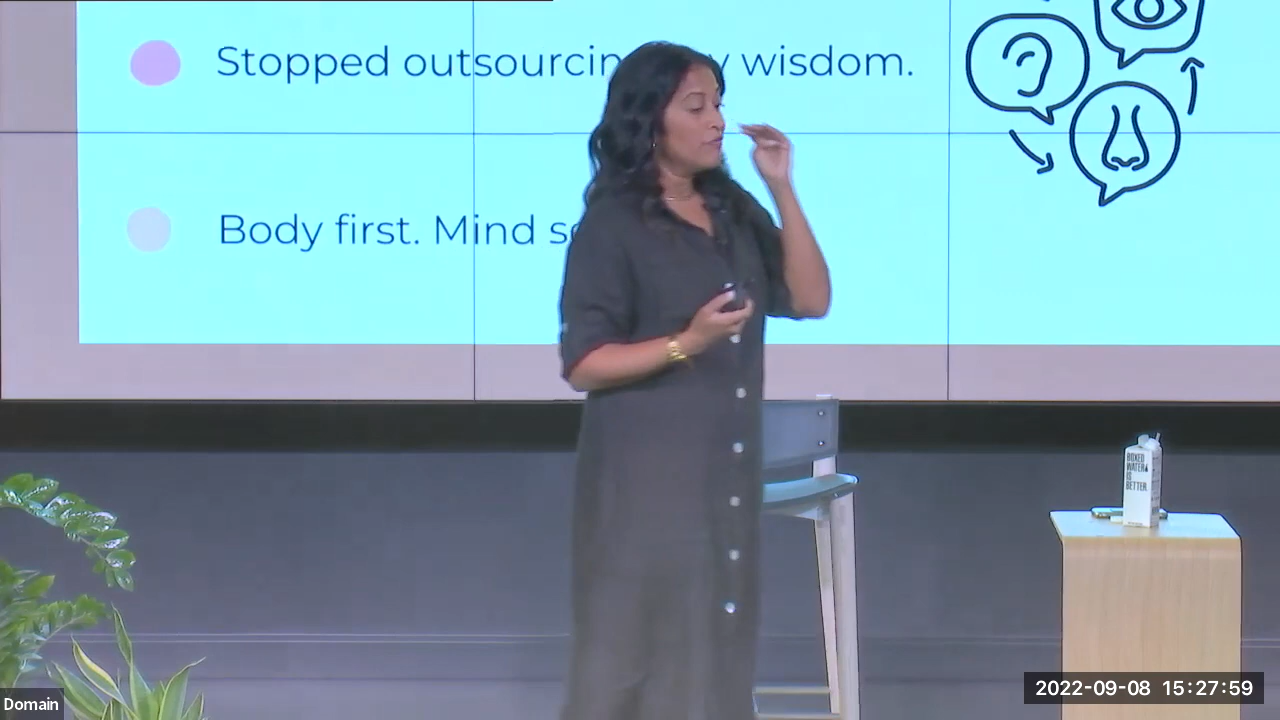 Stopped outsourcin y wisdom.
Body first. Mind s
BOXED
WATER
IS
BETTER.
Domain
2022-09-08 15:27:59